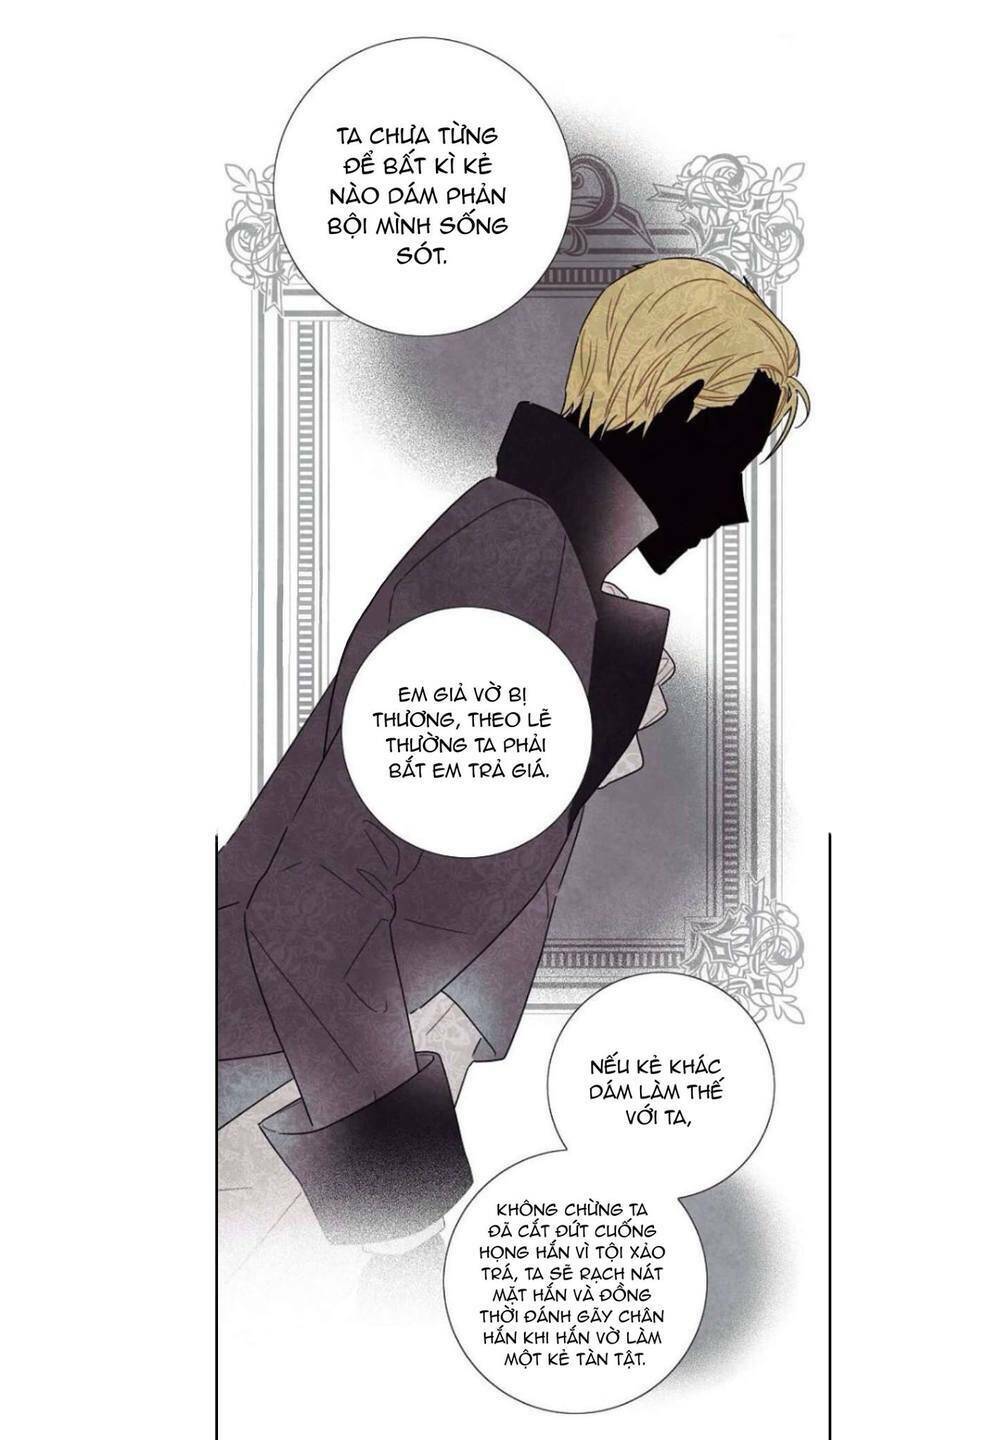 TA CHƯA TỪNG
ĐỂ BẤT KÌ KẺ
NÀO DÁM PHẢN
BỘI MÌNH SỐNG
SÓT.
EM GIẢ VỜ BỊ
THƯƠNG, THEO LẼ
THƯỜNG TA PHẢI
BẮT EM TRẢ GIÁ.
NẾU KẺ KHÁC
DÁM LÀM THẾ
VỚI TA,
KHÔNG CHỪNG TA
ĐÃ CẮT ĐỨT CUỐNG
HỌNG HẮN VÌ TỘI XẢO
TRÁ, TA SẼ RẠCH NÁT
MẶT HẮN VÀ ĐỒNG
THỜI ĐÁNH GÃY CHÂN
HẮN KHI HẮN VỜ LÀM
MỘT KẺ TÀN TẬT.